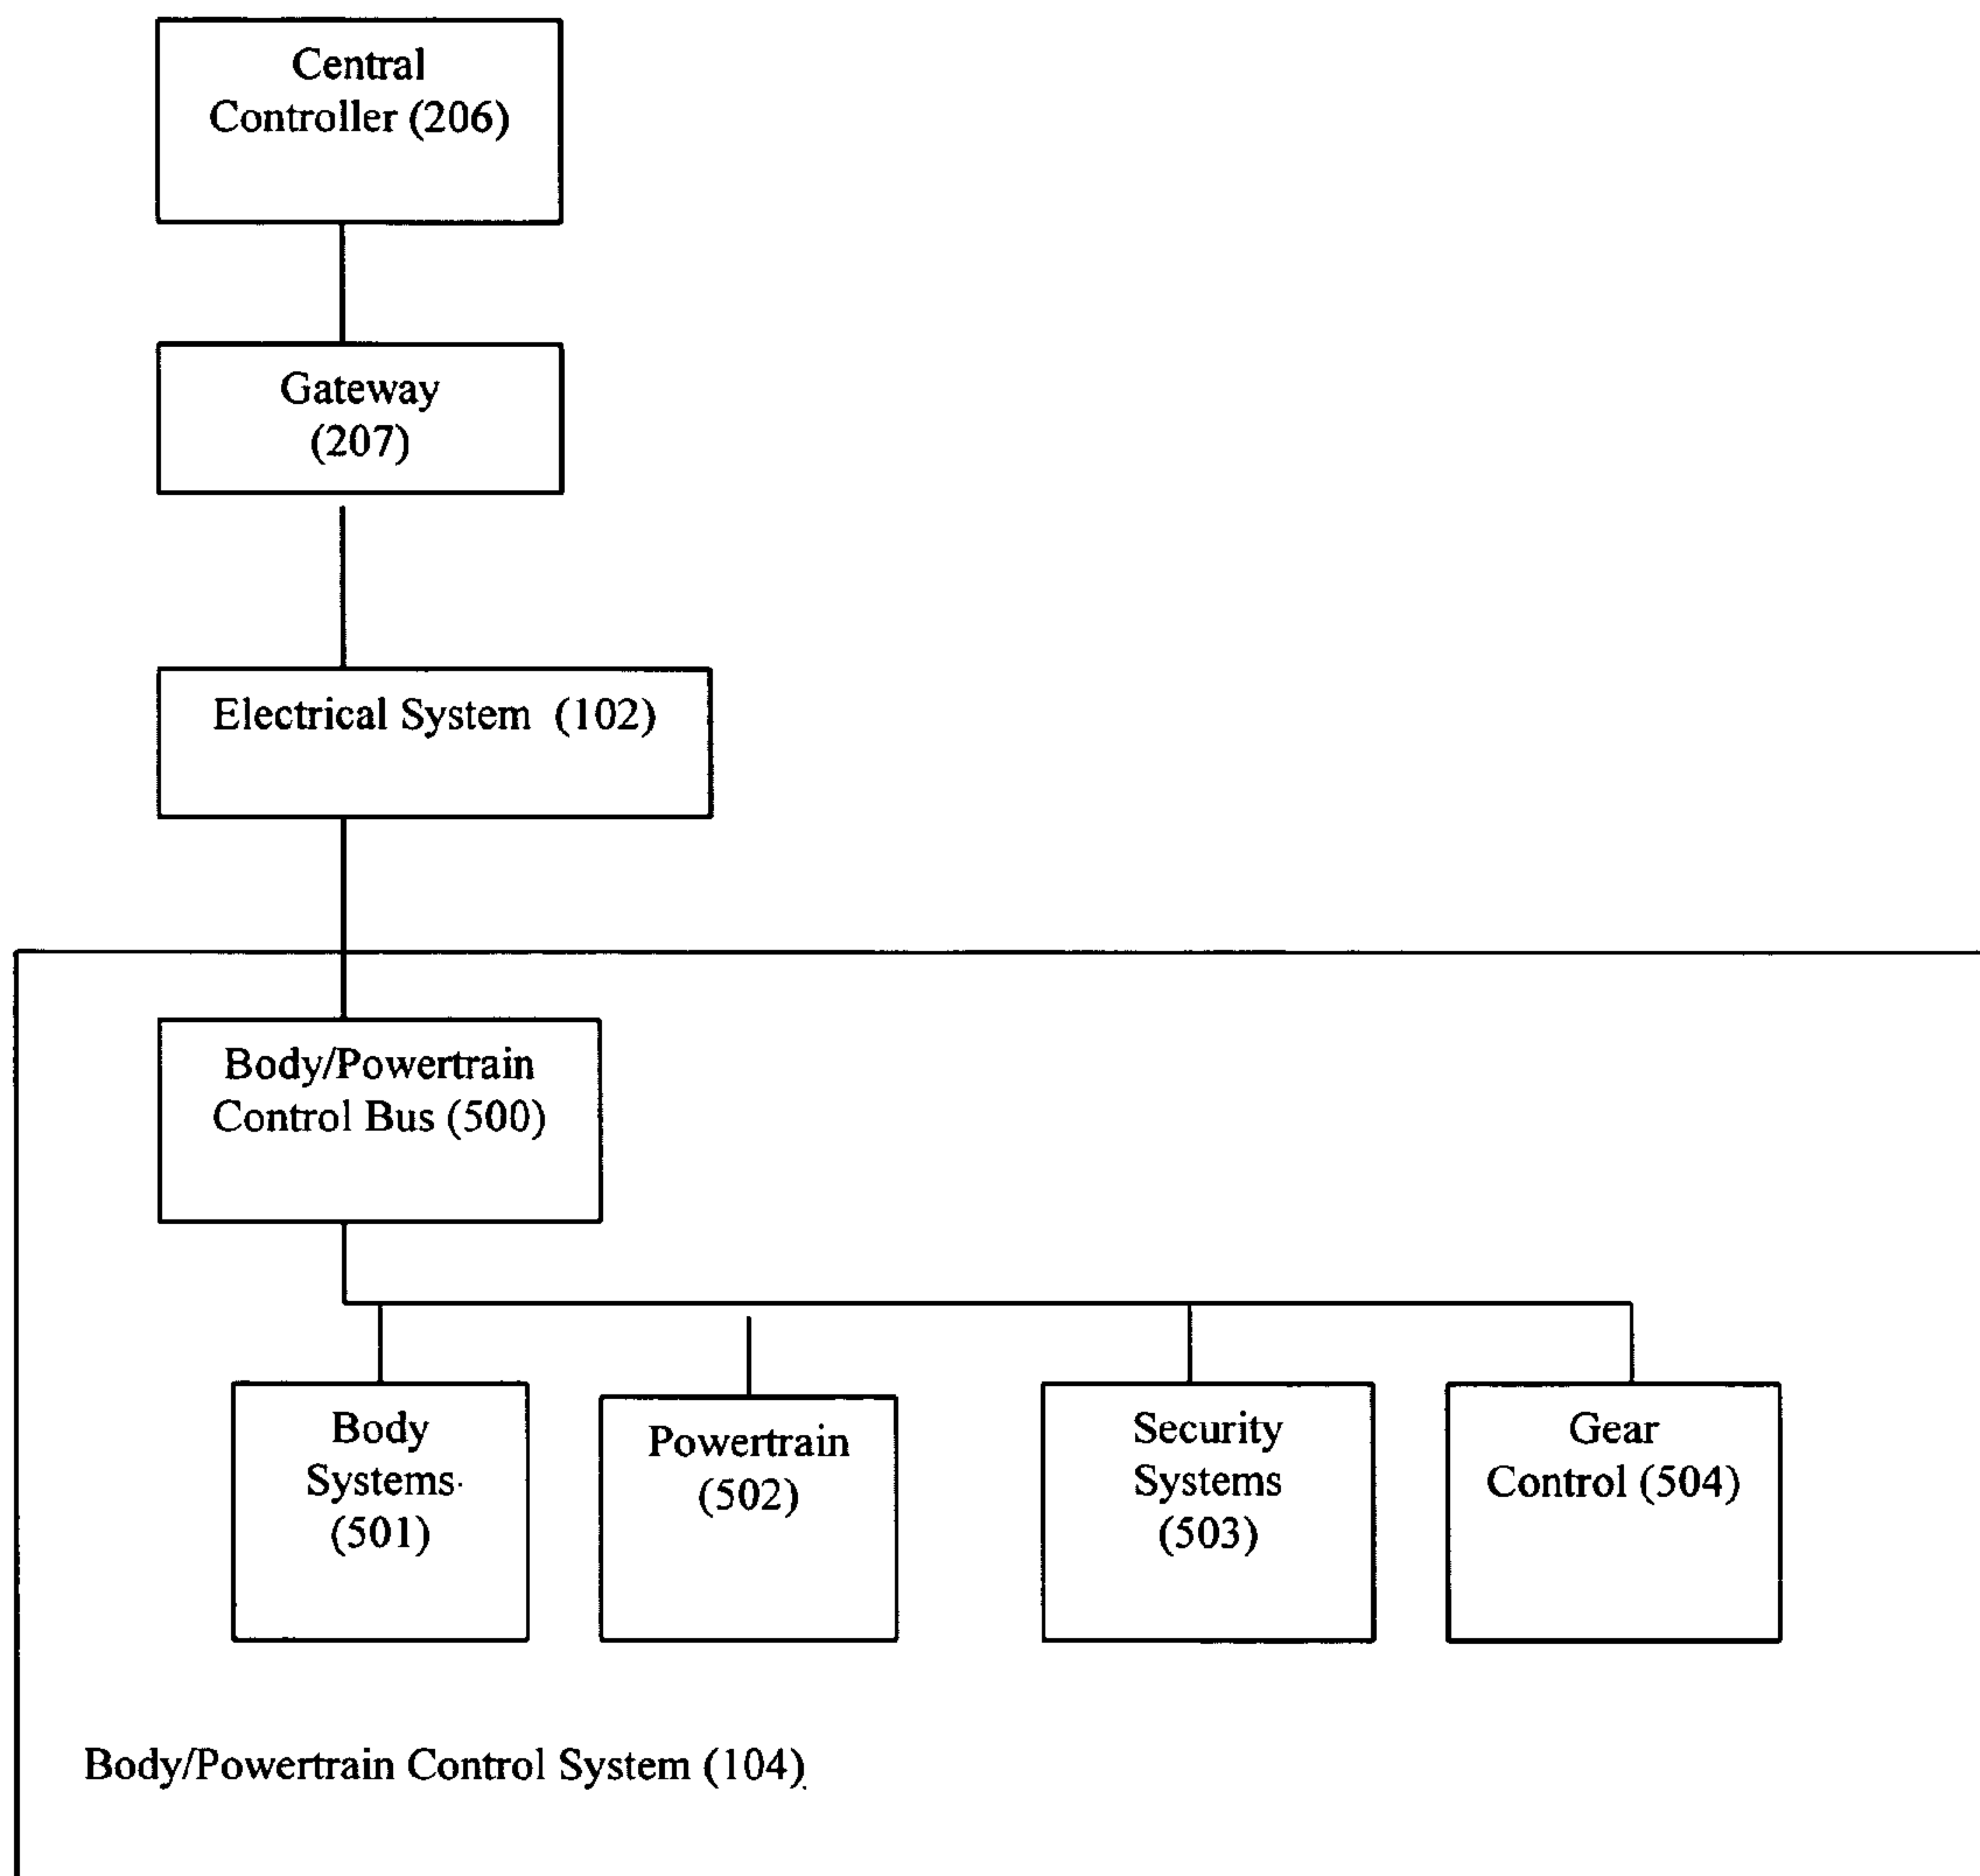 Central
Controller (206)
Gateway
(207)
Electrical System (102)
Body/Powertrain
Control Bus (500)
Body
Systems
(501)
Powertrain
(502)
Security
Systems
(503)
Gear
Control (504)
Body/Powertrain Control System (104)